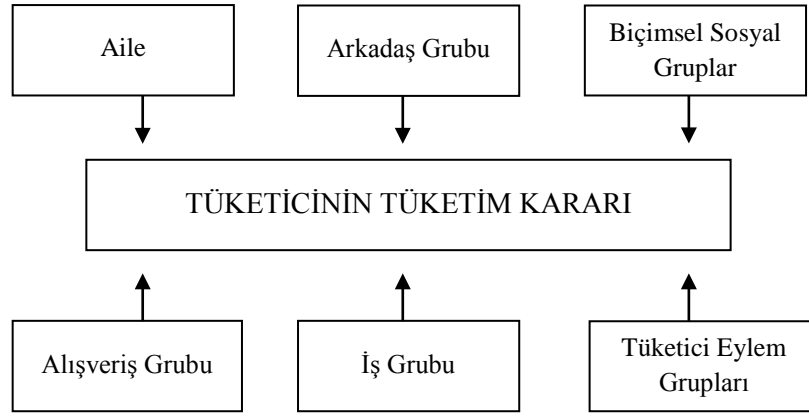 Aile
Arkadaş Grubu
Biçimsel Sosyal
Gruplar
TÜKETİCİNİN TÜKETİM KARARI
Alışveriş Grubu
İş Grubu
Tüketici Eylem
Grupları